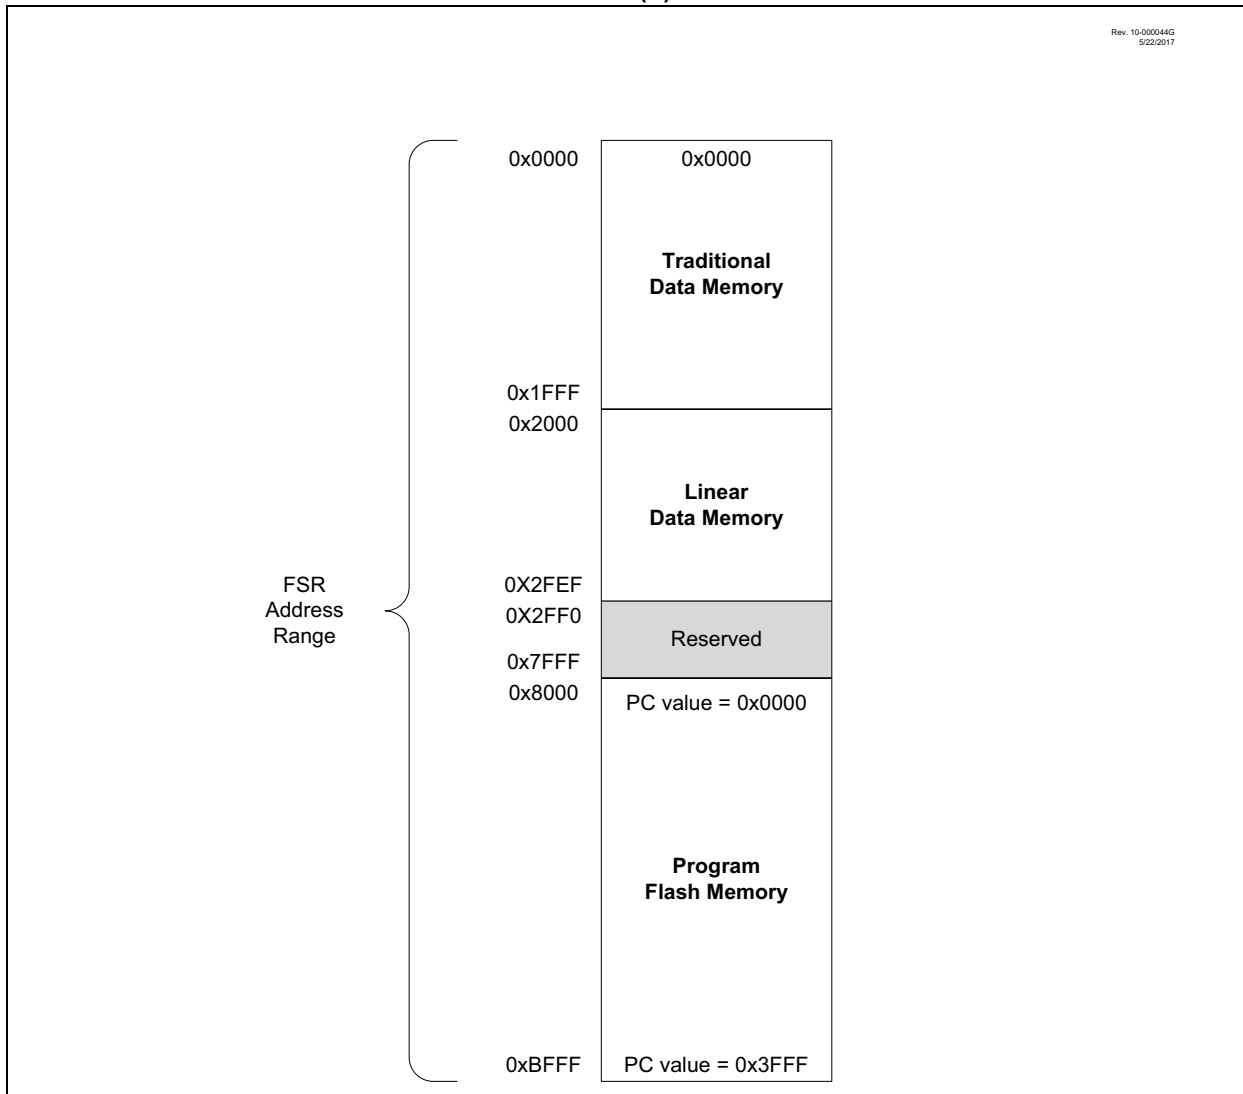 Rev. 10-000044G
5/22/2017
0x0000
0x0000
Traditional
Data Memory
0x1FFF
0x2000
Linear
Data Memory
0X2FEF
FSR
Address
Range
0X2FF0
Reserved
0x7FFF
0x8000
PC value = 0x0000
Program
Flash Memory
0xBFFF
PC value = 0x3FFF